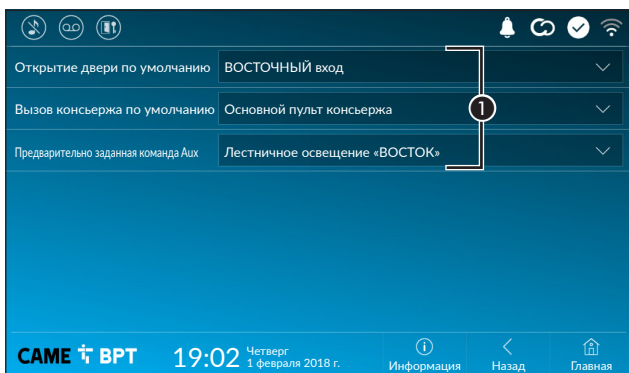 Открытие двери по умолчанию ВОСТОЧНЫЙ вход
1
Вызов консьержа по умолчанию Основной пульт консьержа
Предварительно заданная команда Aux Лестничное освещение «ВОСТОК»
CAME BPT 19:02 Четверг
1 февраля 2018 г.
Информация Назад Главная